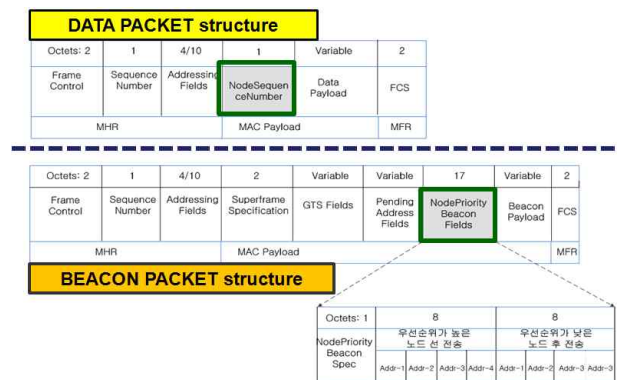 DATA PACKET structure
Octets: 2 1 4/10 1 Variable 2
Frame Control Sequence Number Addressing Fields NodeSequenceNumber Data Payload FCS
MHR MAC Payload MFR
Octets: 2 1 4/10 2 Variable Variable 17 Variable 2
Frame Control Sequence Number Addressing Fields Superframe Specification GTS Fields Pending Address Fields NodePriority Beacon Fields Beacon Payload FCS
MHR MAC Payload MFR
BEACON PACKET structure
Octets: 1 8 8
NodePriority Beacon Spec 우선순위가 높은 노드 선 전송 우선순위가 낮은 노드 후 전송
Addr-1 Addr-2 Addr-3 Addr-4 Addr-1 Addr-2 Addr-3 Addr-3